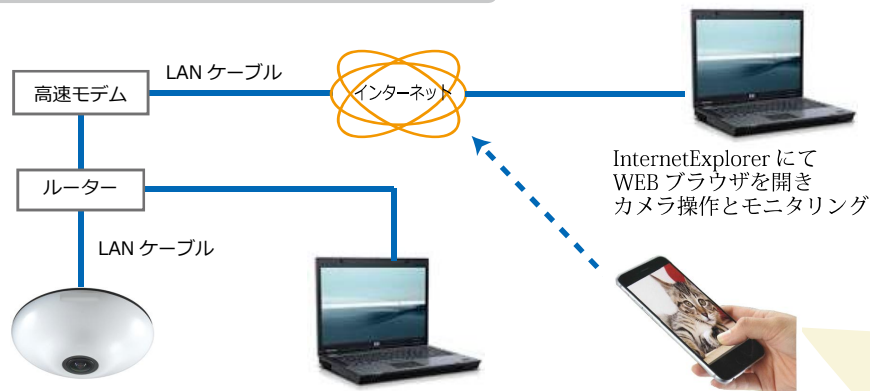 LAN ケーブル
高速モデム
インターネット
InternetExplorer にて
WEB ブラウザを開き
カメラ操作とモニタリング
ルーター
LAN ケーブル